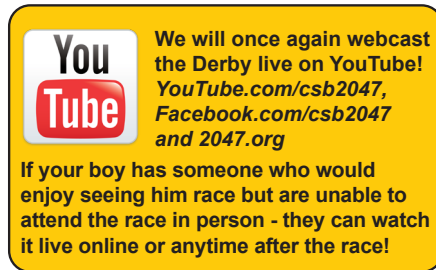 You
Tube
We will once again webcast
the Derby live on YouTube!
YouTube.com/csb2047,
Facebook.com/csb2047
and 2047.org
If your boy has someone who would
enjoy seeing him race but are unable to
attend the race in person - they can watch
it live online or anytime after the race!